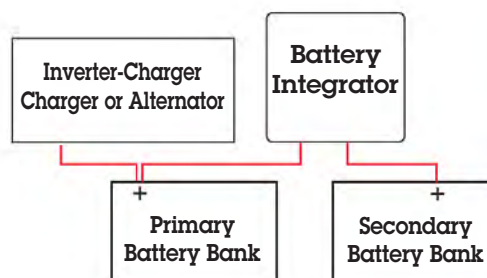 Inverter-Charger
Charger or Alternator
Battery
Integrator
+
Primary
Battery Bank
+
Secondary
Battery Bank